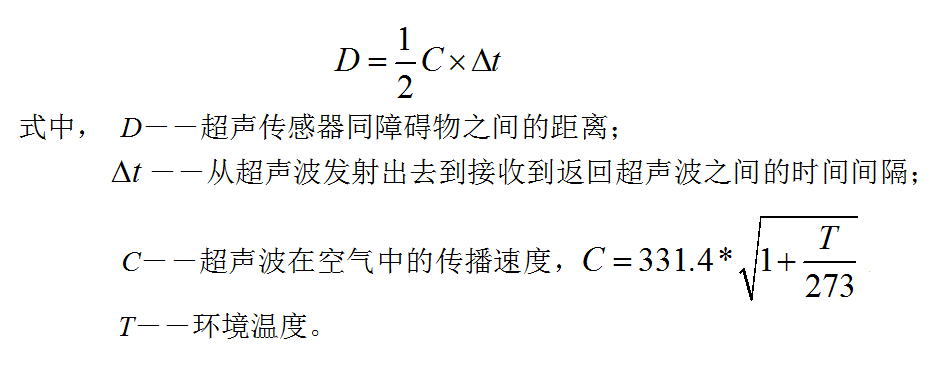 D = 1/2 C × Δt
式中， D－－超声传感器同障碍物之间的距离；
Δt －－从超声波发射出去到接收到返回超声波之间的时间间隔；
C－－超声波在空气中的传播速度，C = 331.4 * √(1 + T/273)
T－－环境温度。